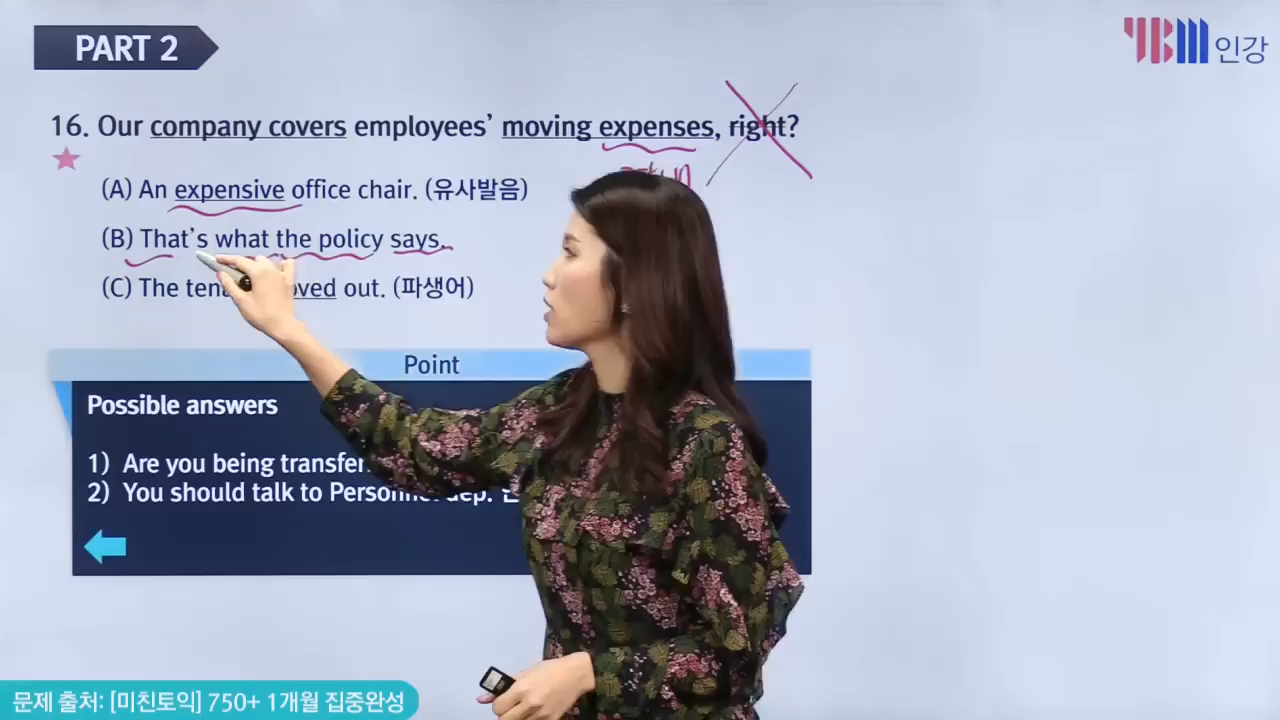 PART 2
YBM 인강
16. Our company covers employees’ moving expenses, right?
(A) An expensive office chair. (유사발음)
(B) That’s what the policy says.
(C) The out. (파생어)
Point
Possible answers
1) Are you being
2) You should talk to Personnel dep.
문제 출처: [미친토익] 750+ 1개월 집중완성